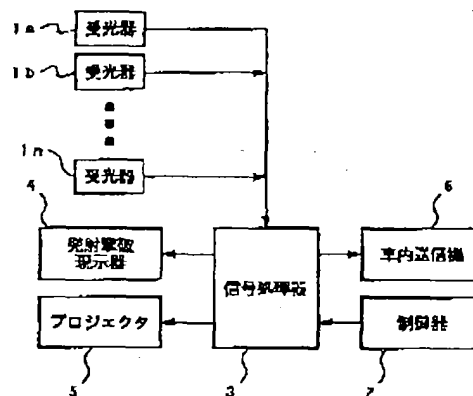 1a 受光器
1b 受光器
1n 受光器
4
6
発射撃破
現示器
信号処理器
車内送信機
プロジェクタ
制御器
5
3
7